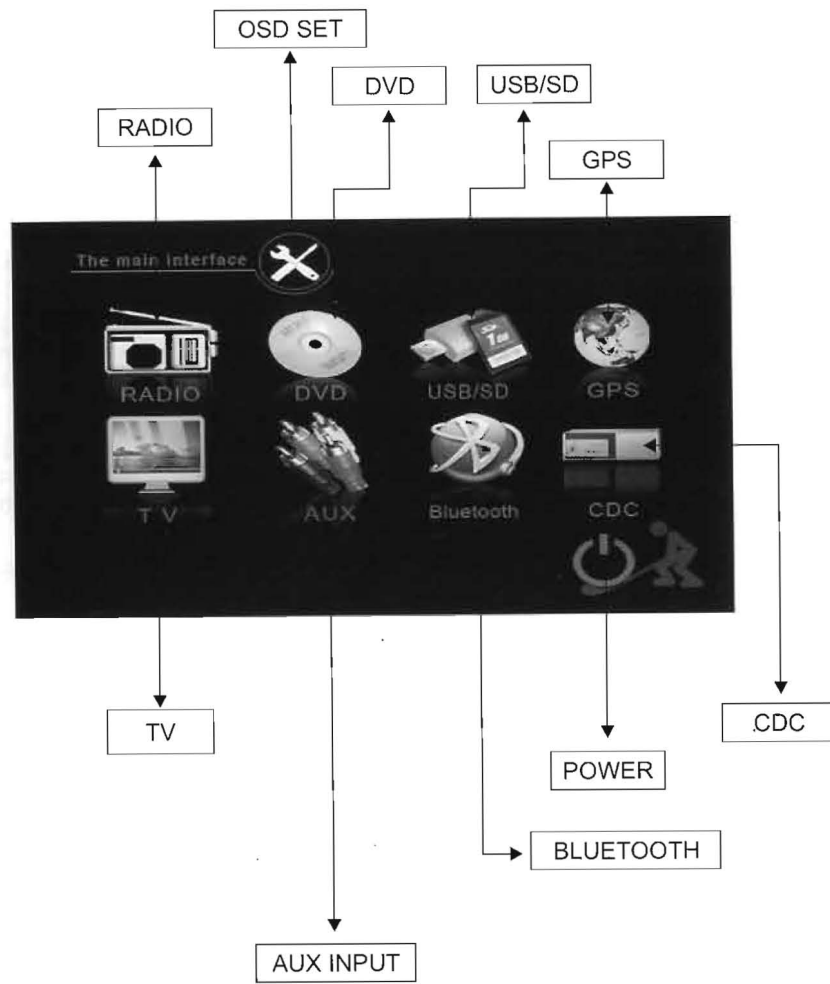 OSD SET
DVD
USB/SD
RADIO
GPS
The main interface
RADIO
DVD
USB/SD
GPS
TV
AUX
Bluetooth
CDC
TV
CDC
POWER
BLUETOOTH
AUX INPUT